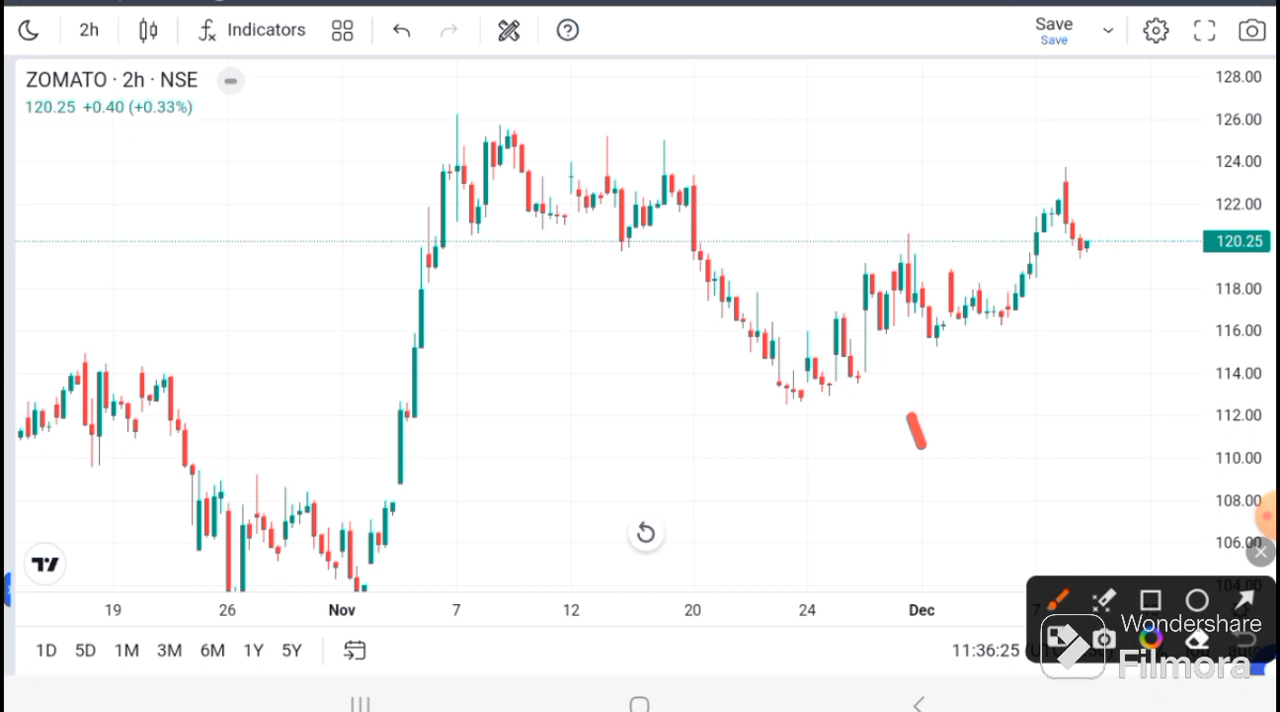 2h
Indicators
Save
Save
ZOMATO · 2h · NSE
120.25 +0.40 (+0.33%)
128.00
126.00
124.00
122.00
120.25
118.00
116.00
114.00
112.00
110.00
108.00
106.00
104.00
19 26 Nov 7 12 20 24 Dec
1D 5D 1M 3M 6M 1Y 5Y
11:36:25
Wondershare
Filmora